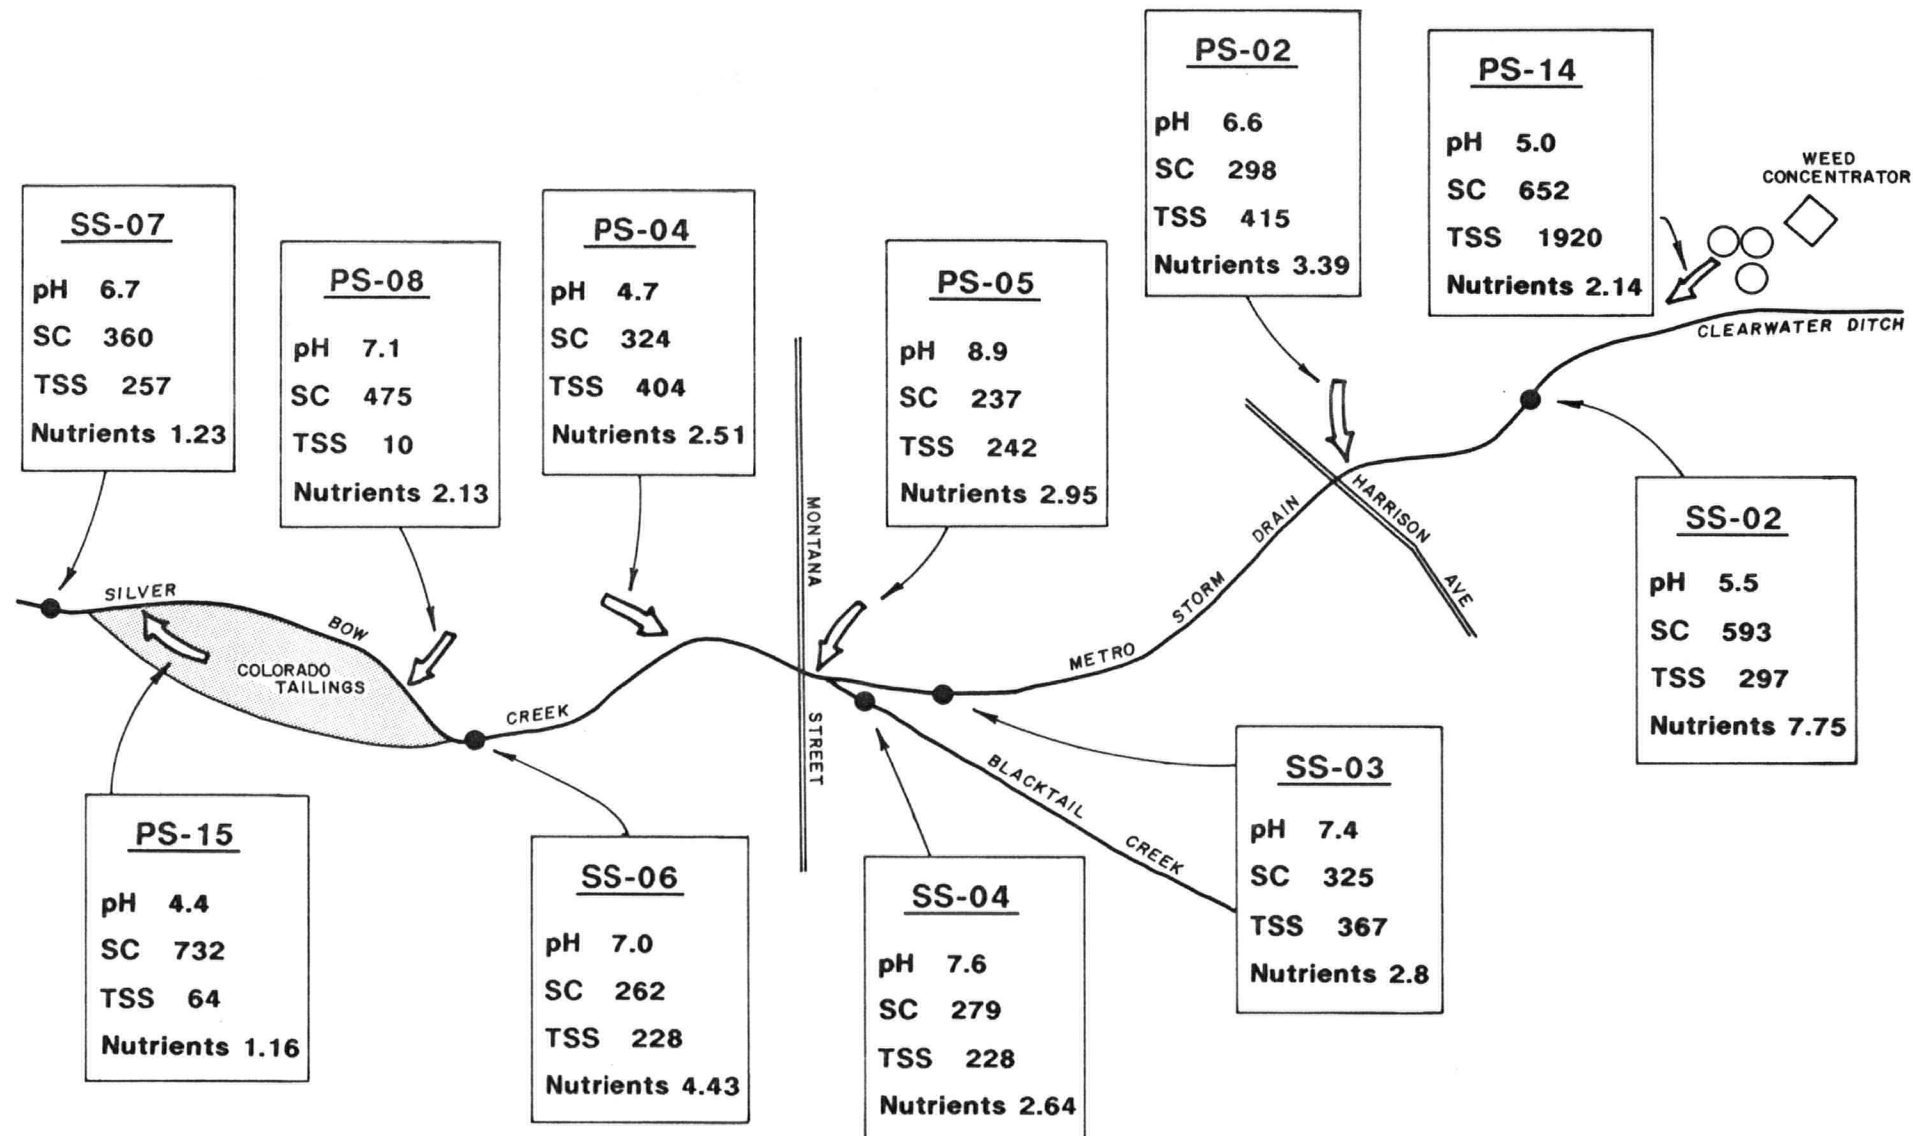 PS-02
pH 6.6
SC 298
TSS 415
Nutrients 3.39
PS-14
pH 5.0
SC 652
TSS 1920
Nutrients 2.14
WEED
CONCENTRATOR
CLEARWATER DITCH
SS-07
pH 6.7
SC 360
TSS 257
Nutrients 1.23
PS-08
pH 7.1
SC 475
TSS 10
Nutrients 2.13
PS-04
pH 4.7
SC 324
TSS 404
Nutrients 2.51
PS-05
pH 8.9
SC 237
TSS 242
Nutrients 2.95
MONTANA
STREET
HARRISON
AVE
METRO
STORM
DRAIN
SS-02
pH 5.5
SC 593
TSS 297
Nutrients 7.75
SILVER
BOW
CREEK
COLORADO
TAILINGS
BLACKTAIL
CREEK
PS-15
pH 4.4
SC 732
TSS 64
Nutrients 1.16
SS-06
pH 7.0
SC 262
TSS 228
Nutrients 4.43
SS-04
pH 7.6
SC 279
TSS 228
Nutrients 2.64
SS-03
pH 7.4
SC 325
TSS 367
Nutrients 2.8